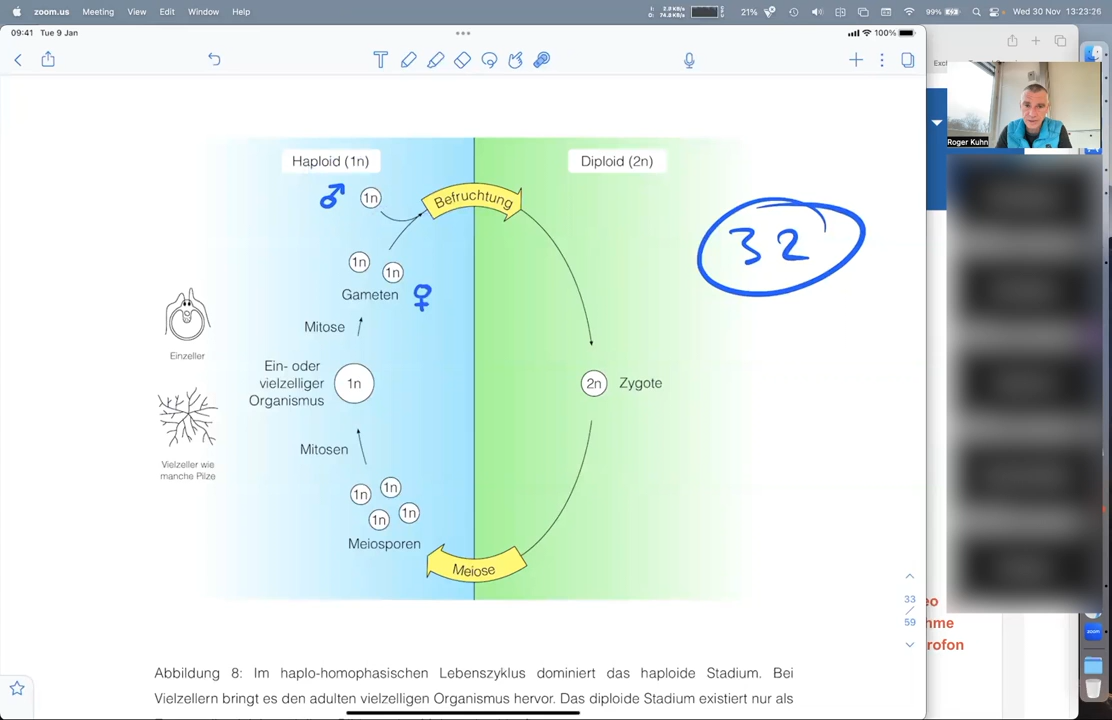 zoom.us Meeting View Edit Window Help
21% 99% Wed 30 Nov 13:23:26
09:41 Tue 9 Jan
100%
Roger Kuhn
Haploid (1n)
Diploid (2n)
♂ 1n
Befruchtung
32
1n
1n
Gameten ♀
Mitose
Einzeller
Ein- oder
vielzelliger
Organismus
1n
2n Zygote
Vielzeller wie
manche Pilze
Mitosen
1n
1n
1n
1n
Meiosporen
Meiose
33
/
59
eo
hme
rofon
zoom
Abbildung 8: Im haplo-homophasischen Lebenszyklus dominiert das haploide Stadium. Bei
Vielzellern bringt es den adulten vielzelligen Organismus hervor. Das diploide Stadium existiert nur als